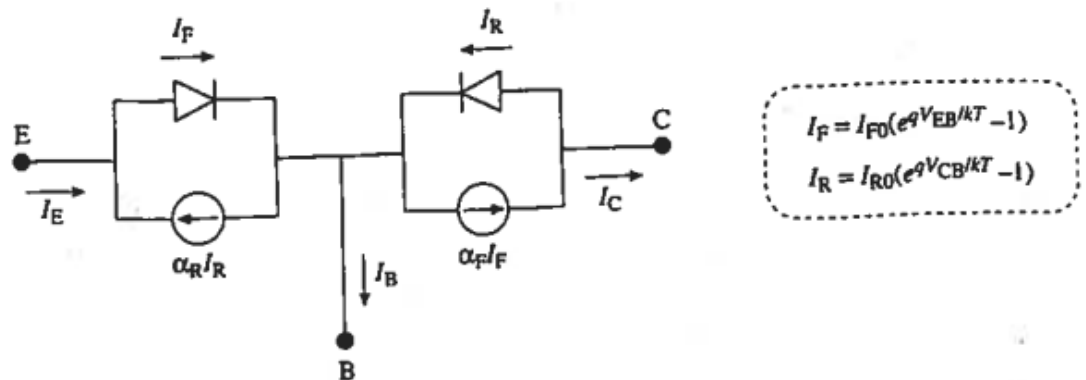 I_F
I_R
E
C
I_E
I_C
α_R I_R
α_F I_F
I_B
B
I_F = I_F0(e^qV_EB/kT – 1)
I_R = I_R0(e^qV_CB/kT – 1)